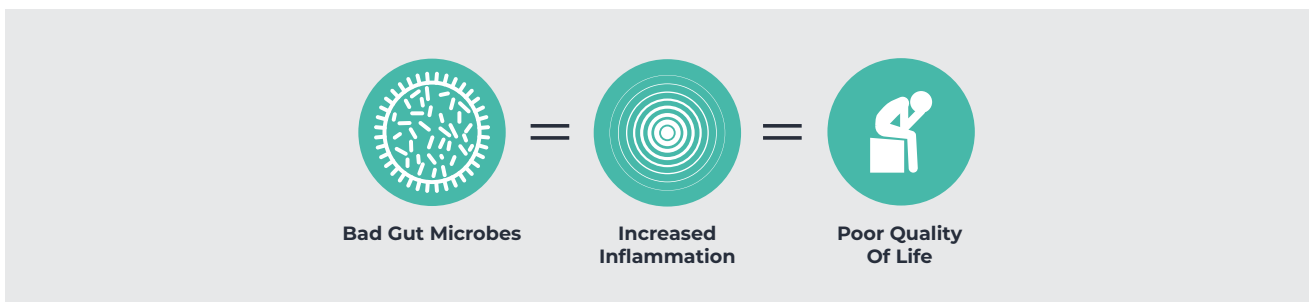 Bad Gut Microbes
=
Increased
Inflammation
=
Poor Quality
Of Life